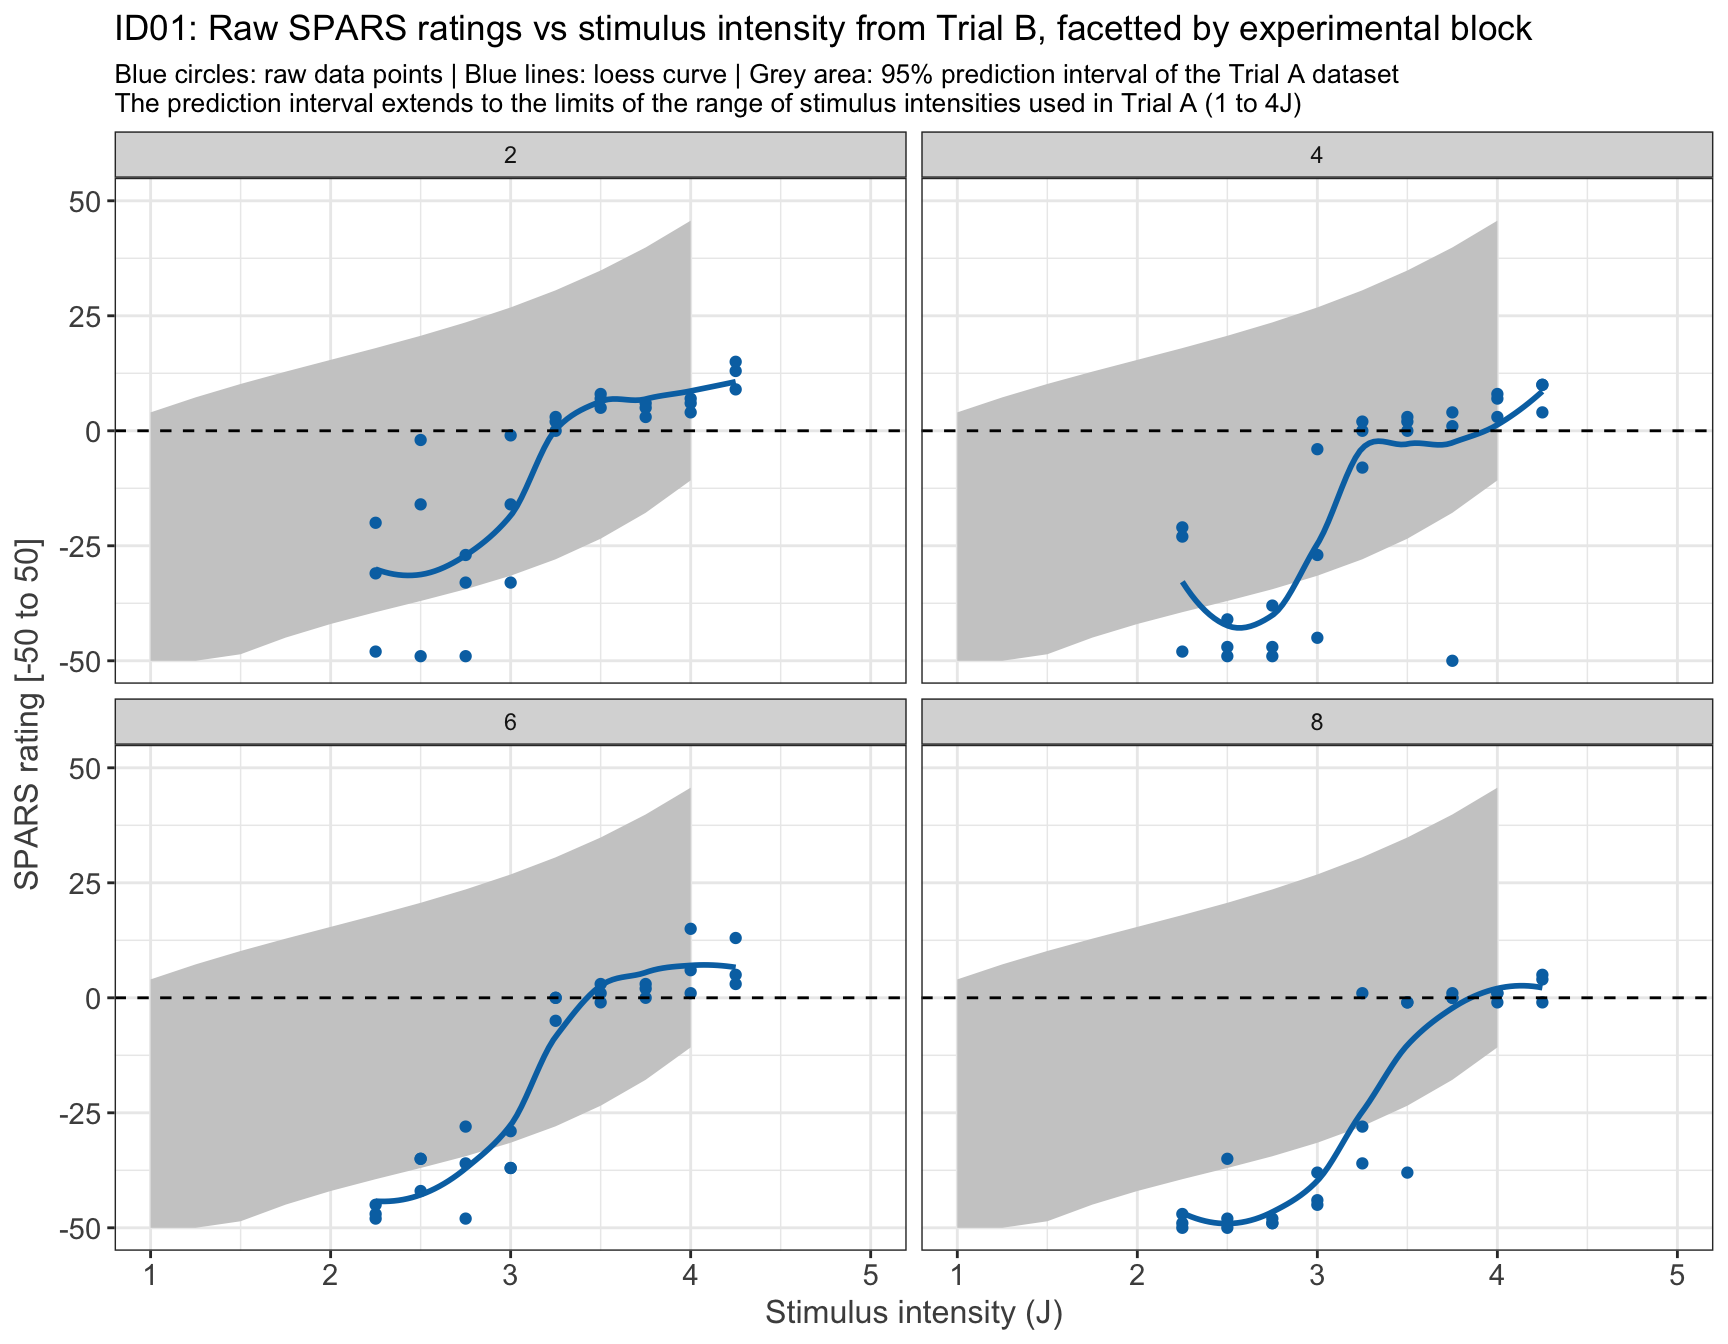 ID01: Raw SPARS ratings vs stimulus intensity from Trial B, facetted by experimental block
Blue circles: raw data points | Blue lines: loess curve | Grey area: 95% prediction interval of the Trial A dataset
The prediction interval extends to the limits of the range of stimulus intensities used in Trial A (1 to 4J)
2
4
50
25
0
-25
-50
SPARS rating [-50 to 50]
6
8
50
25
0
-25
-50
1 2 3 4 5
1 2 3 4 5
Stimulus intensity (J)